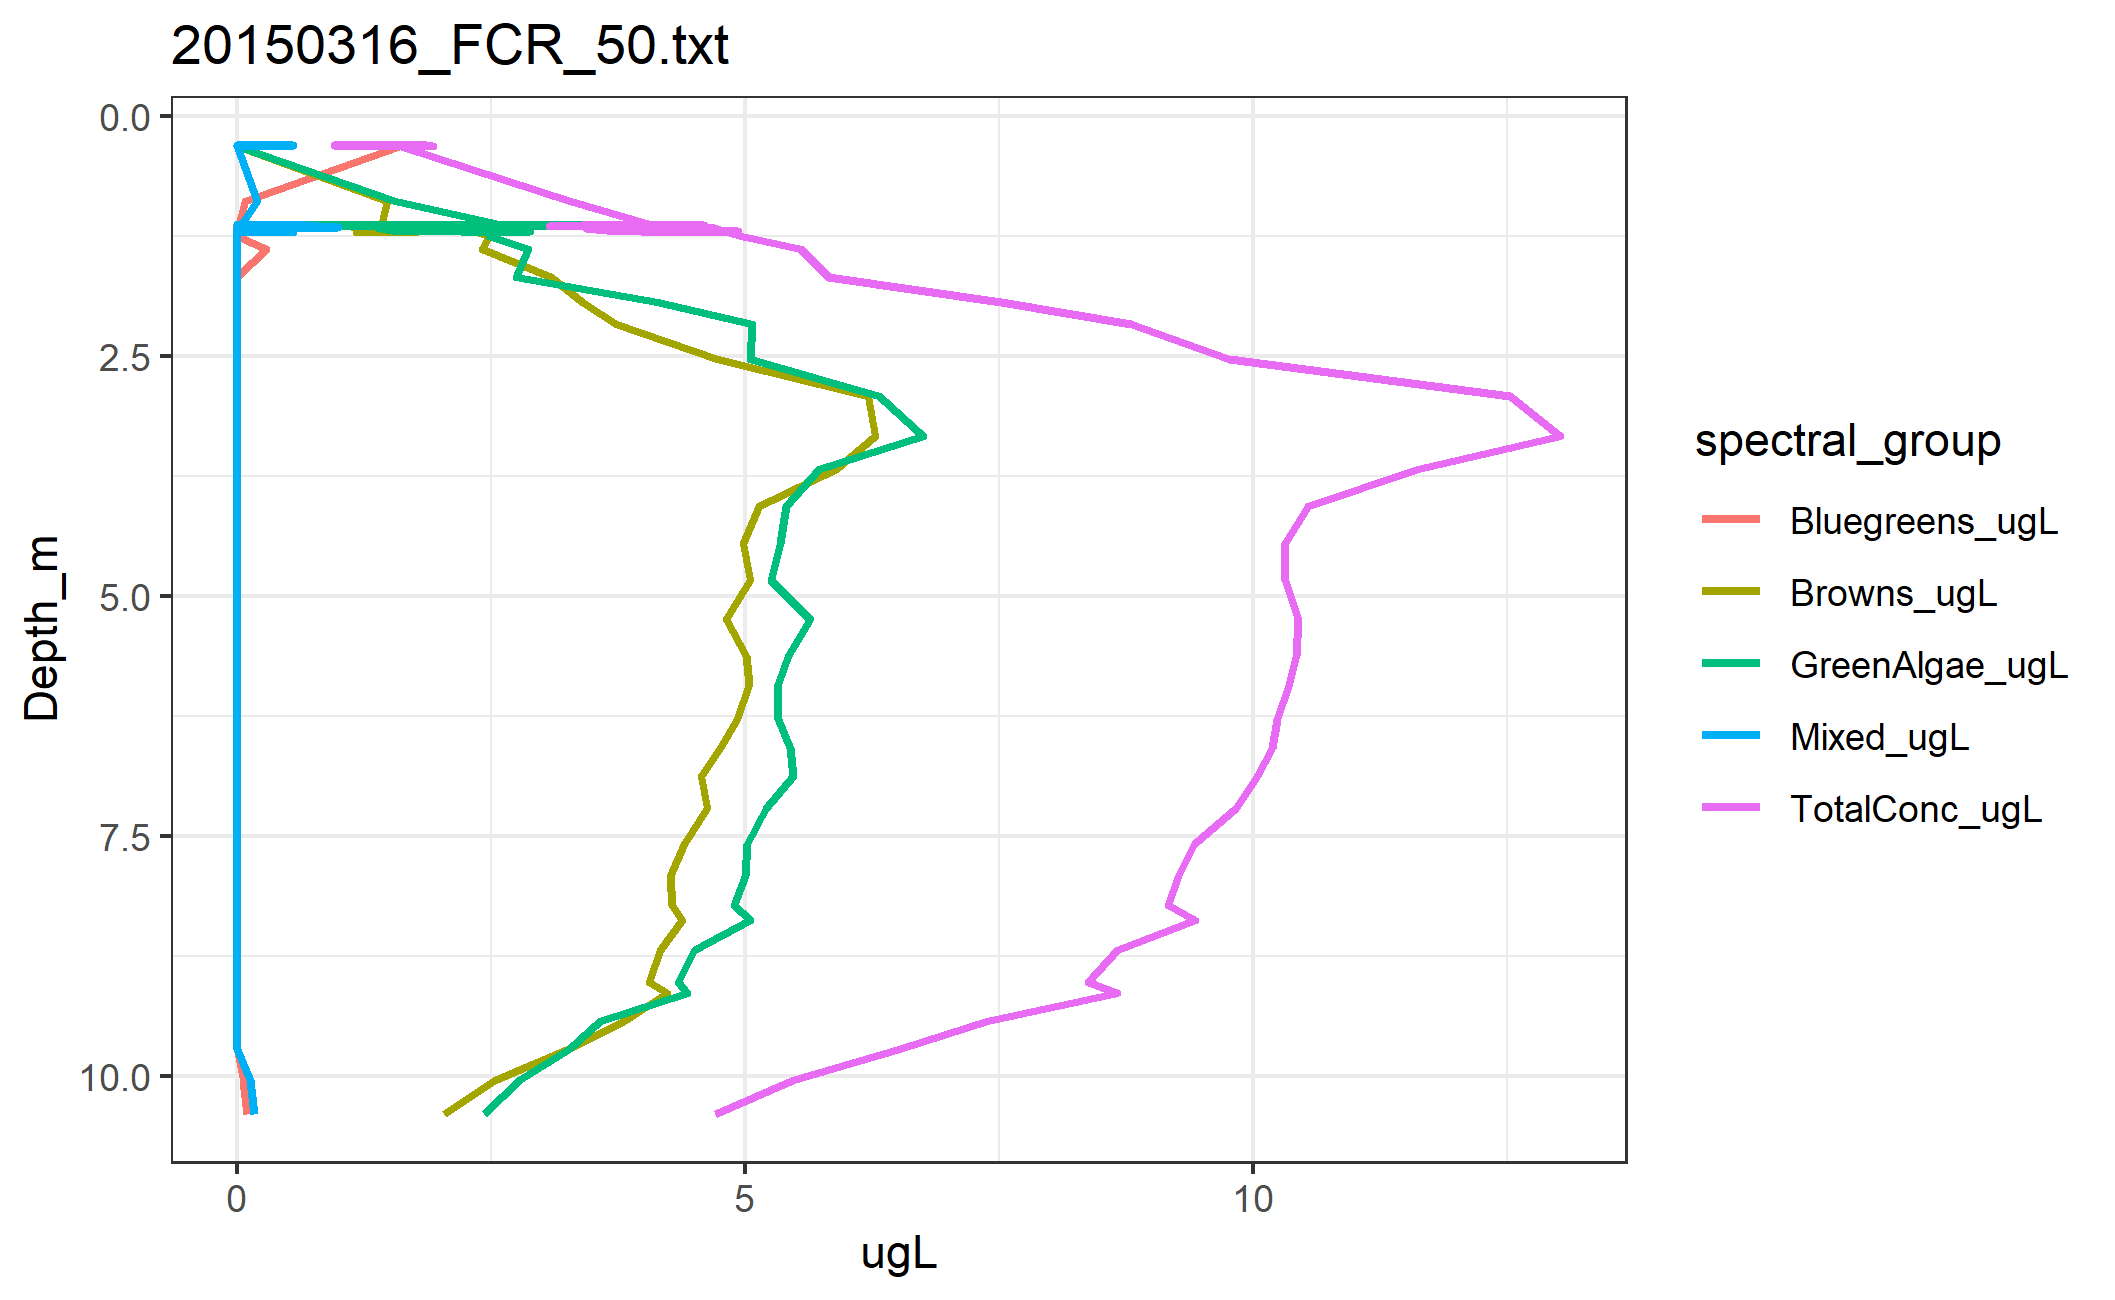 20150316_FCR_50.txt
0.0
2.5
5.0
7.5
10.0
Depth_m
0
5
10
ugL
spectral_group
Bluegreens_ugL
Browns_ugL
GreenAlgae_ugL
Mixed_ugL
TotalConc_ugL